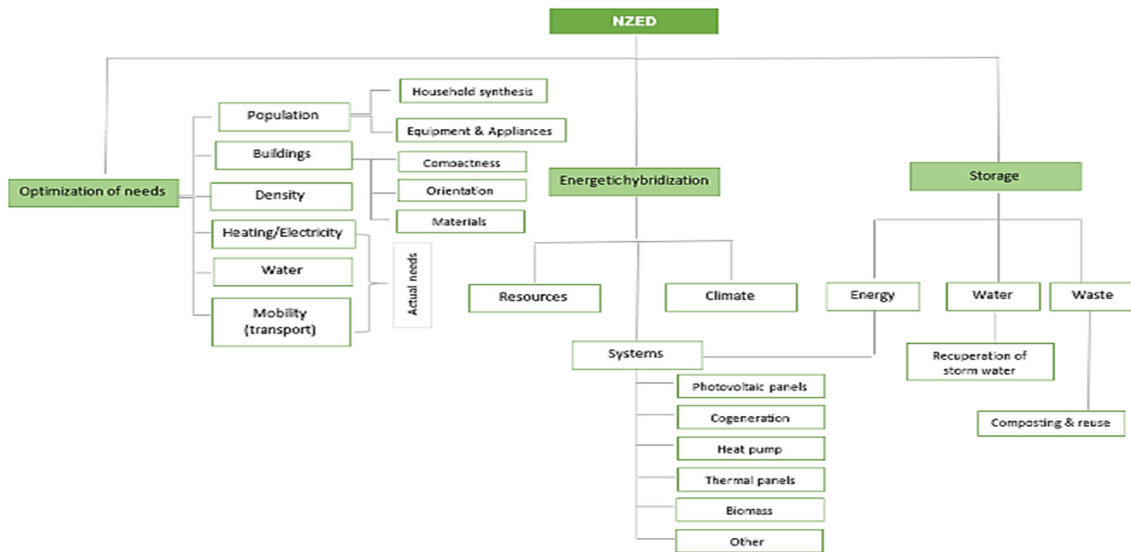 NZED
Optimization of needs
Population
Household synthesis
Equipment & Appliances
Buildings
Compactness
Orientation
Materials
Density
Heating/Electricity
Water
Mobility
(transport)
Actual needs
Energetichybridization
Resources
Climate
Systems
Photovoltaic panels
Cogeneration
Heat pump
Thermal panels
Biomass
Other
Storage
Energy
Water
Waste
Recuperation of
storm water
Composting & reuse